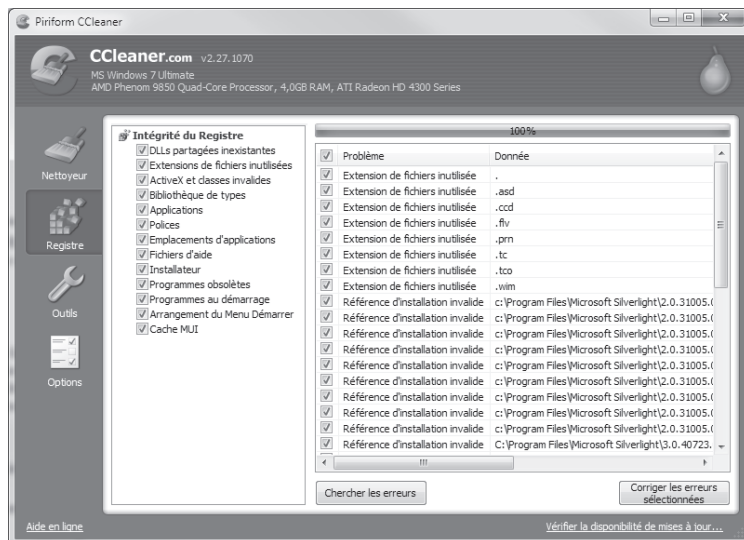 Piriform CCleaner
CCleaner.com v2.27.1070
MS Windows 7 Ultimate
AMD Phenom 9850 Quad-Core Processor, 4,0GB RAM, ATI Radeon HD 4300 Series
Nettoyeur
Registre
Outils
Options
Intégrité du Registre
DLLs partagées inexistantes
Extensions de fichiers inutilisées
ActiveX et classes invalides
Bibliothèque de types
Applications
Polices
Emplacements d'applications
Fichiers d'aide
Installateur
Programmes obsolètes
Programmes au démarrage
Arrangement du Menu Démarrer
Cache MUI
100%
Problème Donnée
Extension de fichiers inutilisée .
Extension de fichiers inutilisée .asd
Extension de fichiers inutilisée .ccd
Extension de fichiers inutilisée .flv
Extension de fichiers inutilisée .prn
Extension de fichiers inutilisée .tc
Extension de fichiers inutilisée .tco
Extension de fichiers inutilisée .wim
Référence d'installation invalide c:\Program Files\Microsoft Silverlight\2.0.31005.0
Référence d'installation invalide c:\Program Files\Microsoft Silverlight\2.0.31005.0
Référence d'installation invalide c:\Program Files\Microsoft Silverlight\2.0.31005.0
Référence d'installation invalide c:\Program Files\Microsoft Silverlight\2.0.31005.0
Référence d'installation invalide c:\Program Files\Microsoft Silverlight\2.0.31005.0
Référence d'installation invalide c:\Program Files\Microsoft Silverlight\2.0.31005.0
Référence d'installation invalide c:\Program Files\Microsoft Silverlight\2.0.31005.0
Référence d'installation invalide c:\Program Files\Microsoft Silverlight\2.0.31005.0
Référence d'installation invalide c:\Program Files\Microsoft Silverlight\2.0.31005.0
Référence d'installation invalide C:\Program Files\Microsoft Silverlight\3.0.40723.
Chercher les erreurs
Corriger les erreurs
sélectionnées
Aide en ligne
Vérifier la disponibilité de mises à jour...